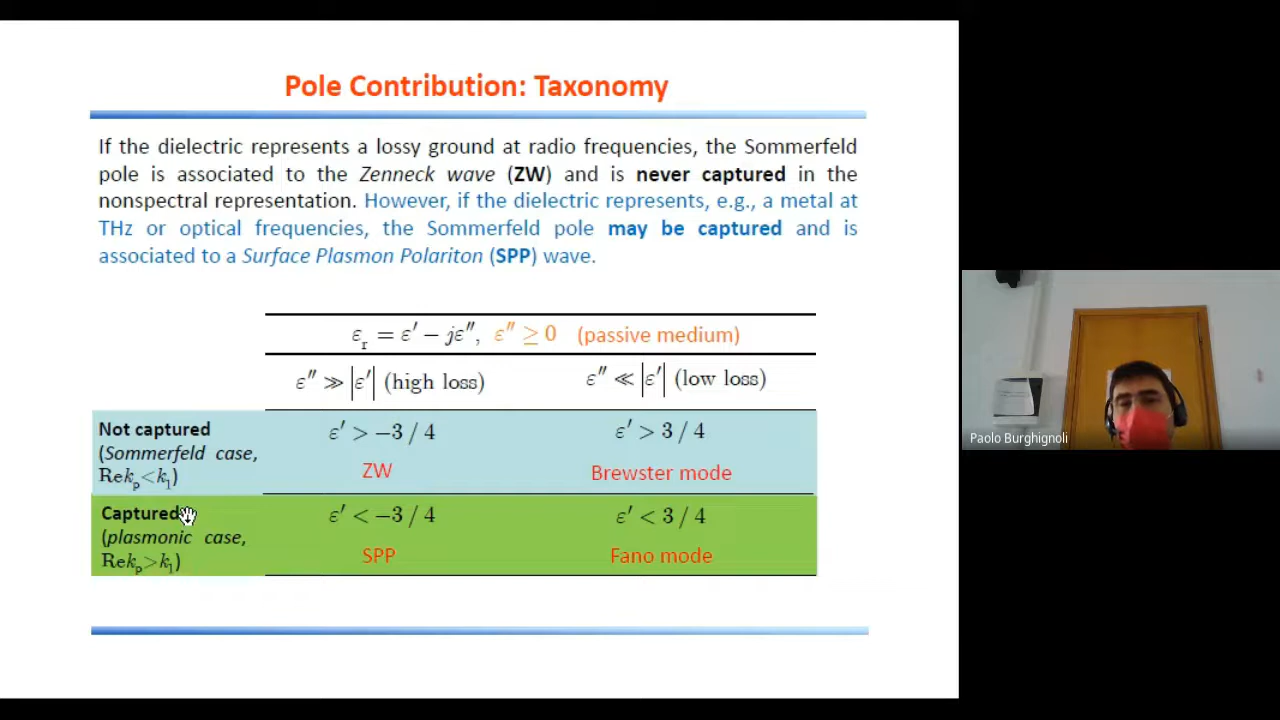 Pole Contribution: Taxonomy
If the dielectric represents a lossy ground at radio frequencies, the Sommerfeld
pole is associated to the Zenneck wave (ZW) and is never captured in the
nonspectral representation. However, if the dielectric represents, e.g., a metal at
THz or optical frequencies, the Sommerfeld pole may be captured and is
associated to a Surface Plasmon Polariton (SPP) wave.
εr = ε′ − jε″, ε″ ≥ 0 (passive medium)
ε″ ≫ |ε′| (high loss) ε″ ≪ |ε′| (low loss)
Not captured
(Sommerfeld case,
Rekp<k1)
ε′ > −3 / 4 ε′ > 3 / 4
ZW Brewster mode
Captured
(plasmonic case,
Rekp>k1)
ε′ < −3 / 4 ε′ < 3 / 4
SPP Fano mode
Paolo Burghignoli